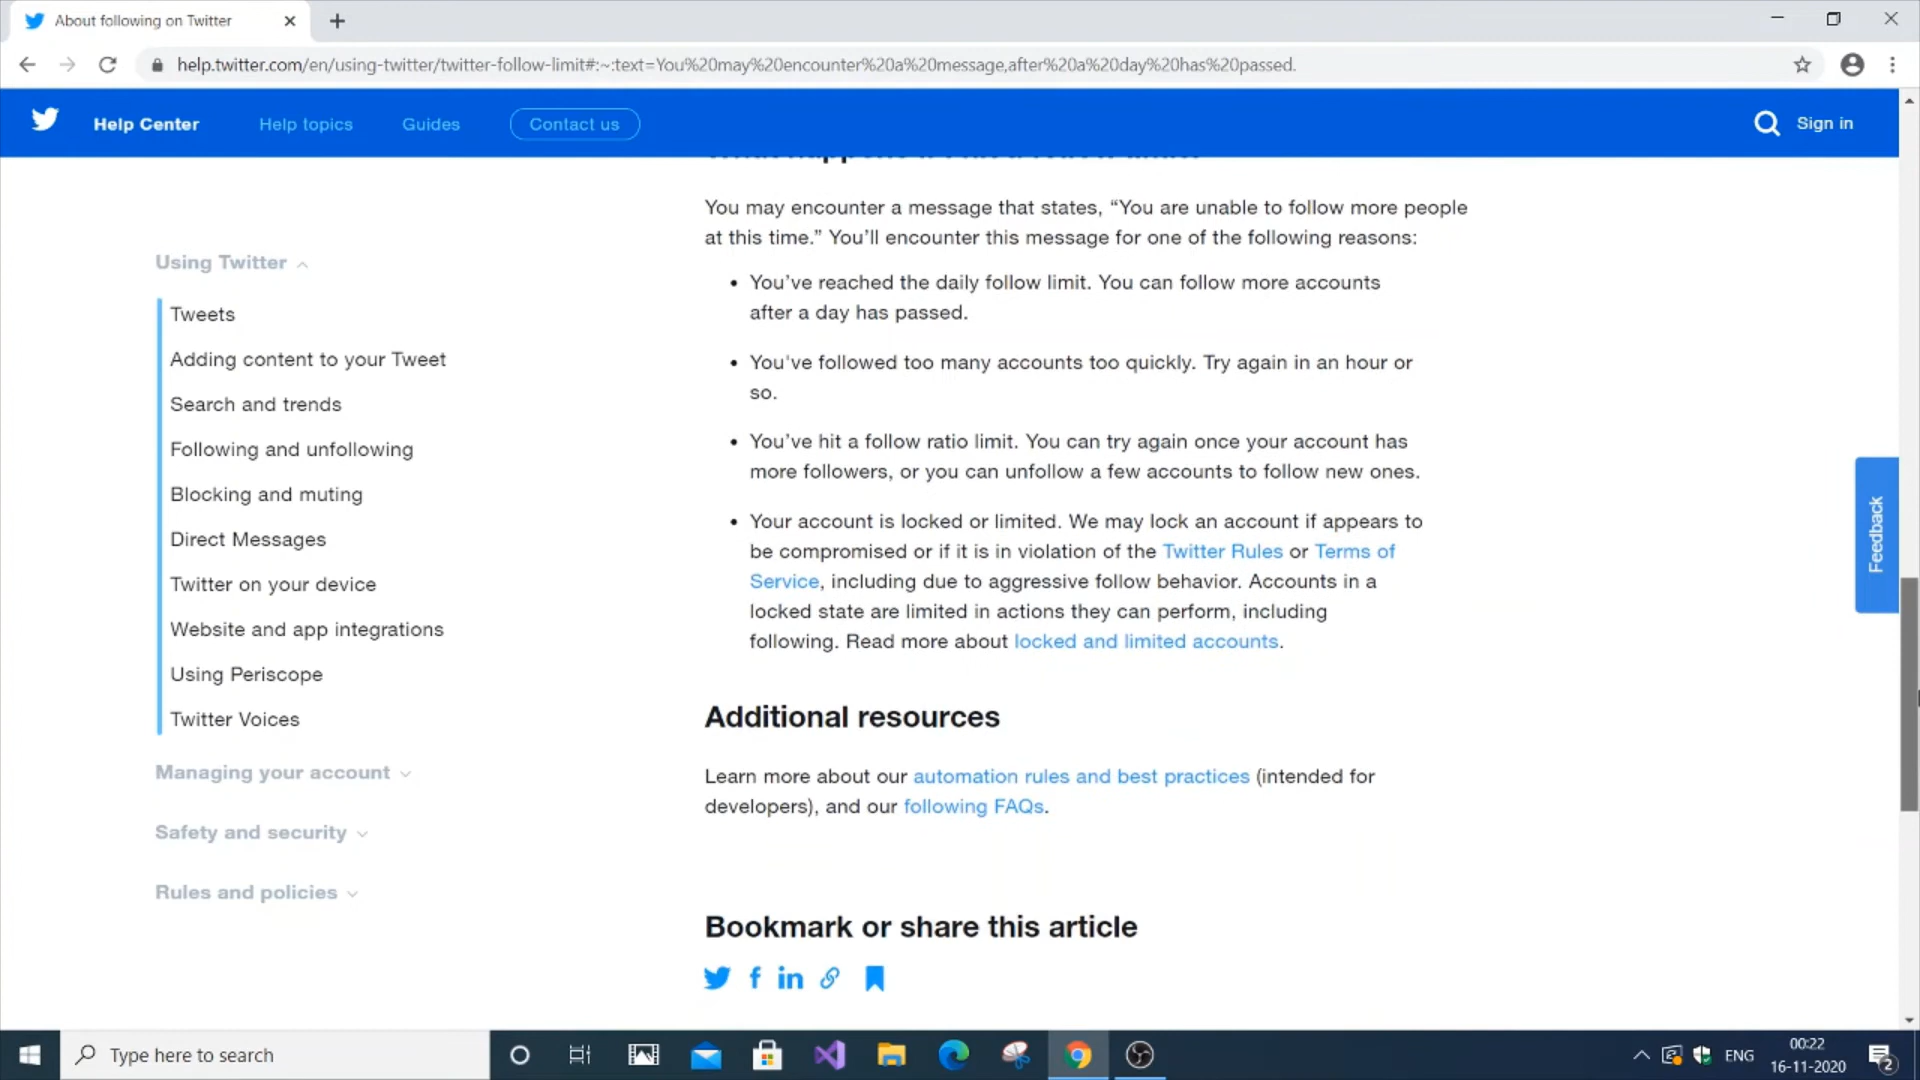 About following on Twitter
help.twitter.com/en/using-twitter/twitter-follow-limit#:~:text=You%20may%20encounter%20a%20message,after%20a%20day%20has%20passed.
Help Center
Help topics
Guides
Contact us
Sign in
Using Twitter
Tweets
Adding content to your Tweet
Search and trends
Following and unfollowing
Blocking and muting
Direct Messages
Twitter on your device
Website and app integrations
Using Periscope
Twitter Voices
Managing your account
Safety and security
Rules and policies
You may encounter a message that states, “You are unable to follow more people
at this time.” You’ll encounter this message for one of the following reasons:
• You’ve reached the daily follow limit. You can follow more accounts
after a day has passed.
• You've followed too many accounts too quickly. Try again in an hour or
so.
• You’ve hit a follow ratio limit. You can try again once your account has
more followers, or you can unfollow a few accounts to follow new ones.
• Your account is locked or limited. We may lock an account if appears to
be compromised or if it is in violation of the Twitter Rules or Terms of
Service, including due to aggressive follow behavior. Accounts in a
locked state are limited in actions they can perform, including
following. Read more about locked and limited accounts.
Additional resources
Learn more about our automation rules and best practices (intended for
developers), and our following FAQs.
Bookmark or share this article
Feedback
Type here to search
ENG
00:22
16-11-2020
2